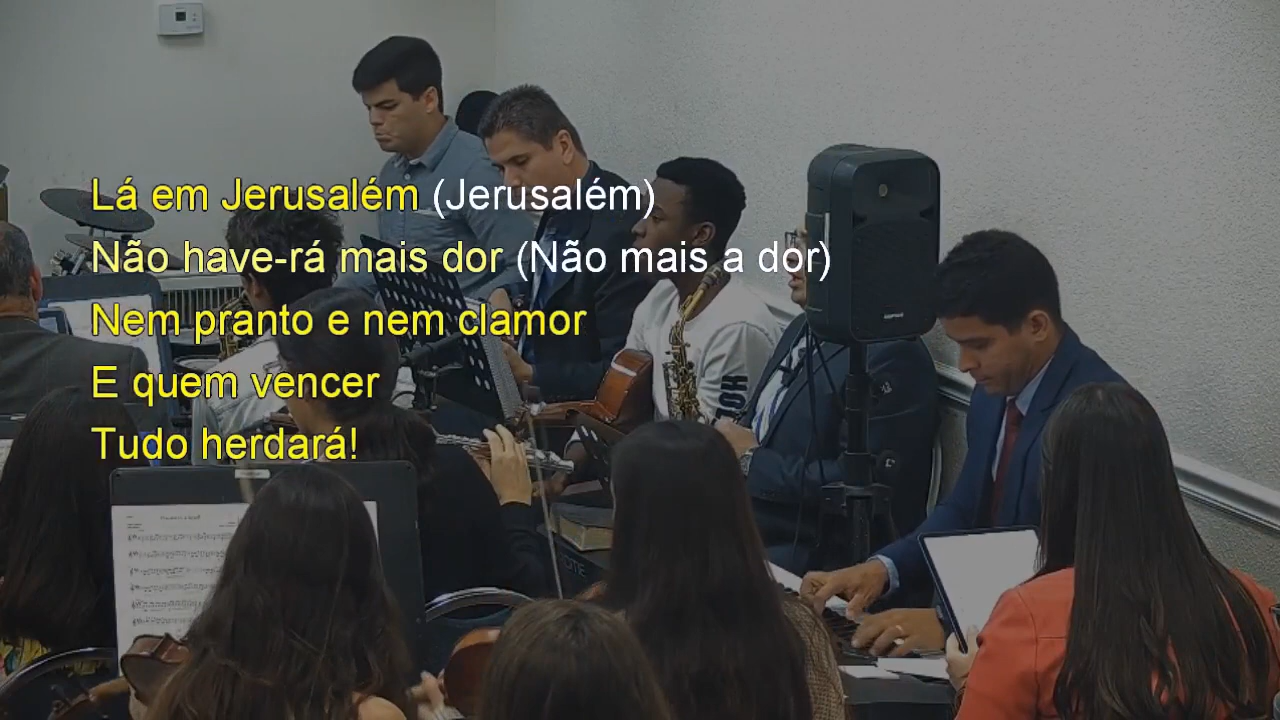 Lá em Jerusalém (Jerusalém)
Não have-rá mais dor (Não mais a dor)
Nem pranto e nem clamor
E quem vencer
Tudo herdará!